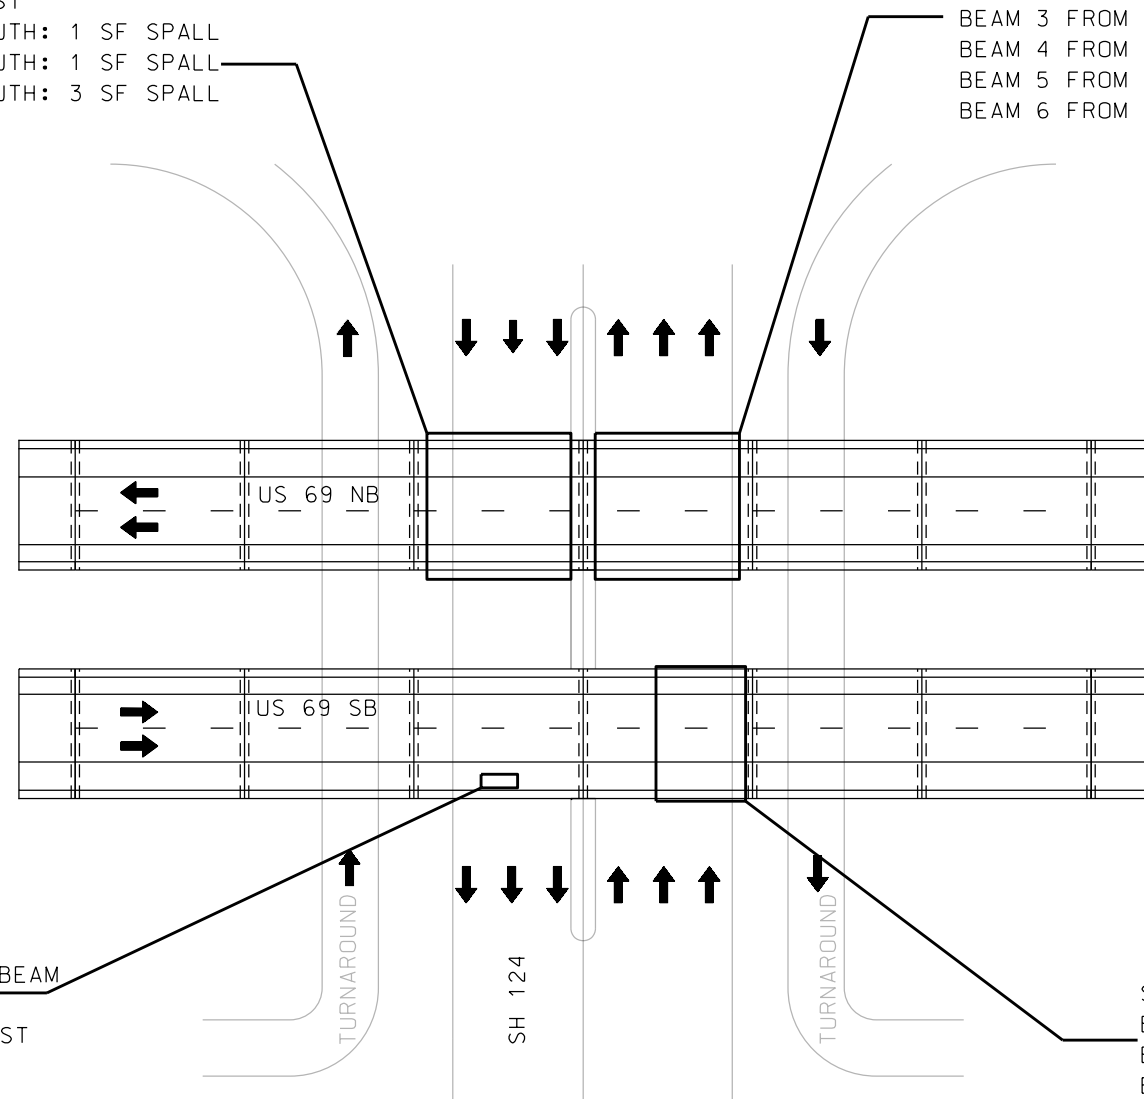 ST
UTH: 1 SF SPALL
UTH: 1 SF SPALL
UTH: 3 SF SPALL
BEAM 3 FROM
BEAM 4 FROM
BEAM 5 FROM
BEAM 6 FROM
US 69 NB
US 69 SB
BEAM
ST
TURNAROUND
SH 124
TURNAROUND